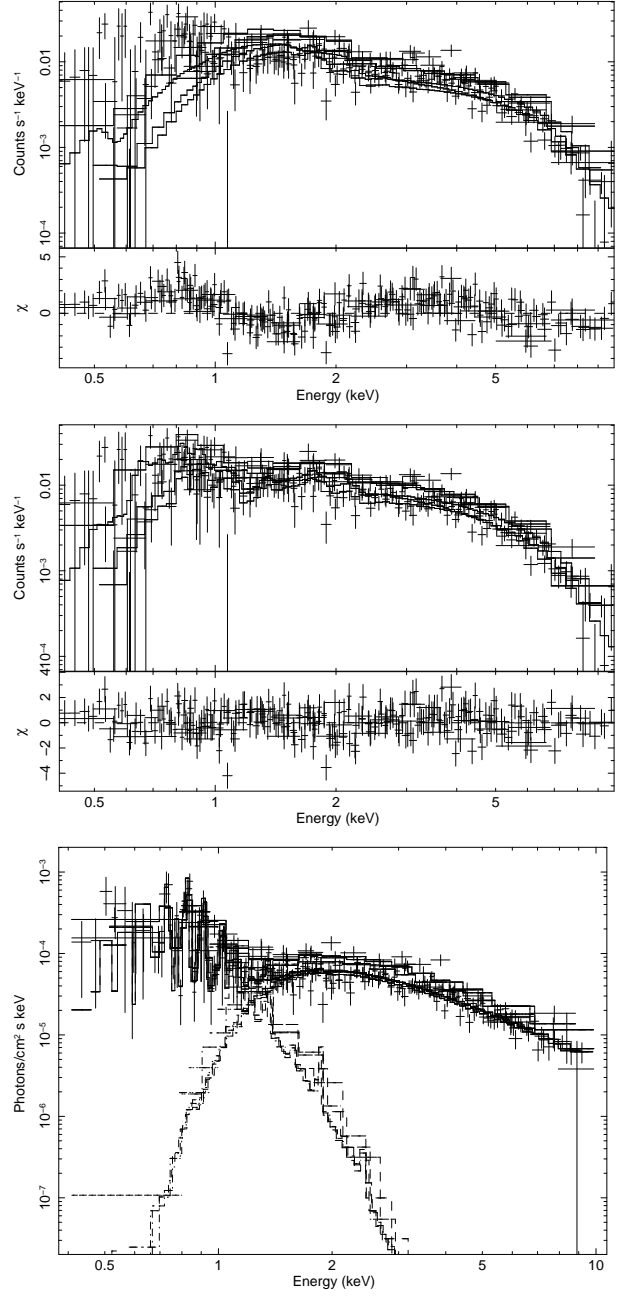 0.01
10⁻³
10⁻⁴
Counts s⁻¹ keV⁻¹
5
0
χ
0.5 1 2 5
Energy (keV)
0.01
10⁻³
410⁻⁴
Counts s⁻¹ keV⁻¹
2
0
−2
−4
χ
0.5 1 2 5
Energy (keV)
10⁻³
10⁻⁴
10⁻⁵
10⁻⁶
10⁻⁷
Photons/cm² s keV
0.5 1 2 5 10
Energy (keV)